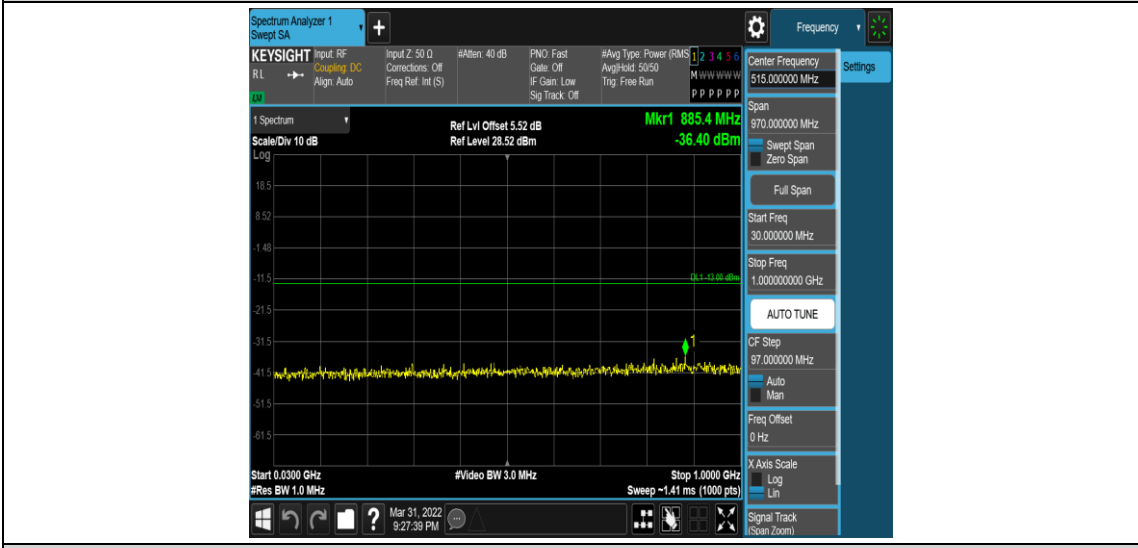 Spectrum Analyzer 1
Swept SA
Frequency
KEYSIGHT
RL
Input: RF
Coupling: DC
Align: Auto
Input Z: 50 Ω
Corrections: Off
Freq Ref: Int (S)
#Atten: 40 dB
PNO: Fast
Gate: Off
IF Gain: Low
Sig Track: Off
#Avg Type: Power (RMS
Avg|Hold: 50/50
Trig: Free Run
1 2 3 4 5 6
M W W W W W
P P P P P P
1 Spectrum
Scale/Div 10 dB
Log
Ref Lvl Offset 5.52 dB
Ref Level 28.52 dBm
Mkr1 885.4 MHz
-36.40 dBm
18.5
8.52
-1.48
-11.5
-21.5
-31.5
-41.5
-51.5
-61.5
DL1 -13.00 dBm
1
Start 0.0300 GHz
#Res BW 1.0 MHz
#Video BW 3.0 MHz
Stop 1.0000 GHz
Sweep ~1.41 ms (1000 pts)
Mar 31, 2022
9:27:39 PM
Center Frequency
515.000000 MHz
Settings
Span
970.000000 MHz
Swept Span
Zero Span
Full Span
Start Freq
30.000000 MHz
Stop Freq
1.000000000 GHz
AUTO TUNE
CF Step
97.000000 MHz
Auto
Man
Freq Offset
0 Hz
X Axis Scale
Log
Lin
Signal Track
(Span Zoom)